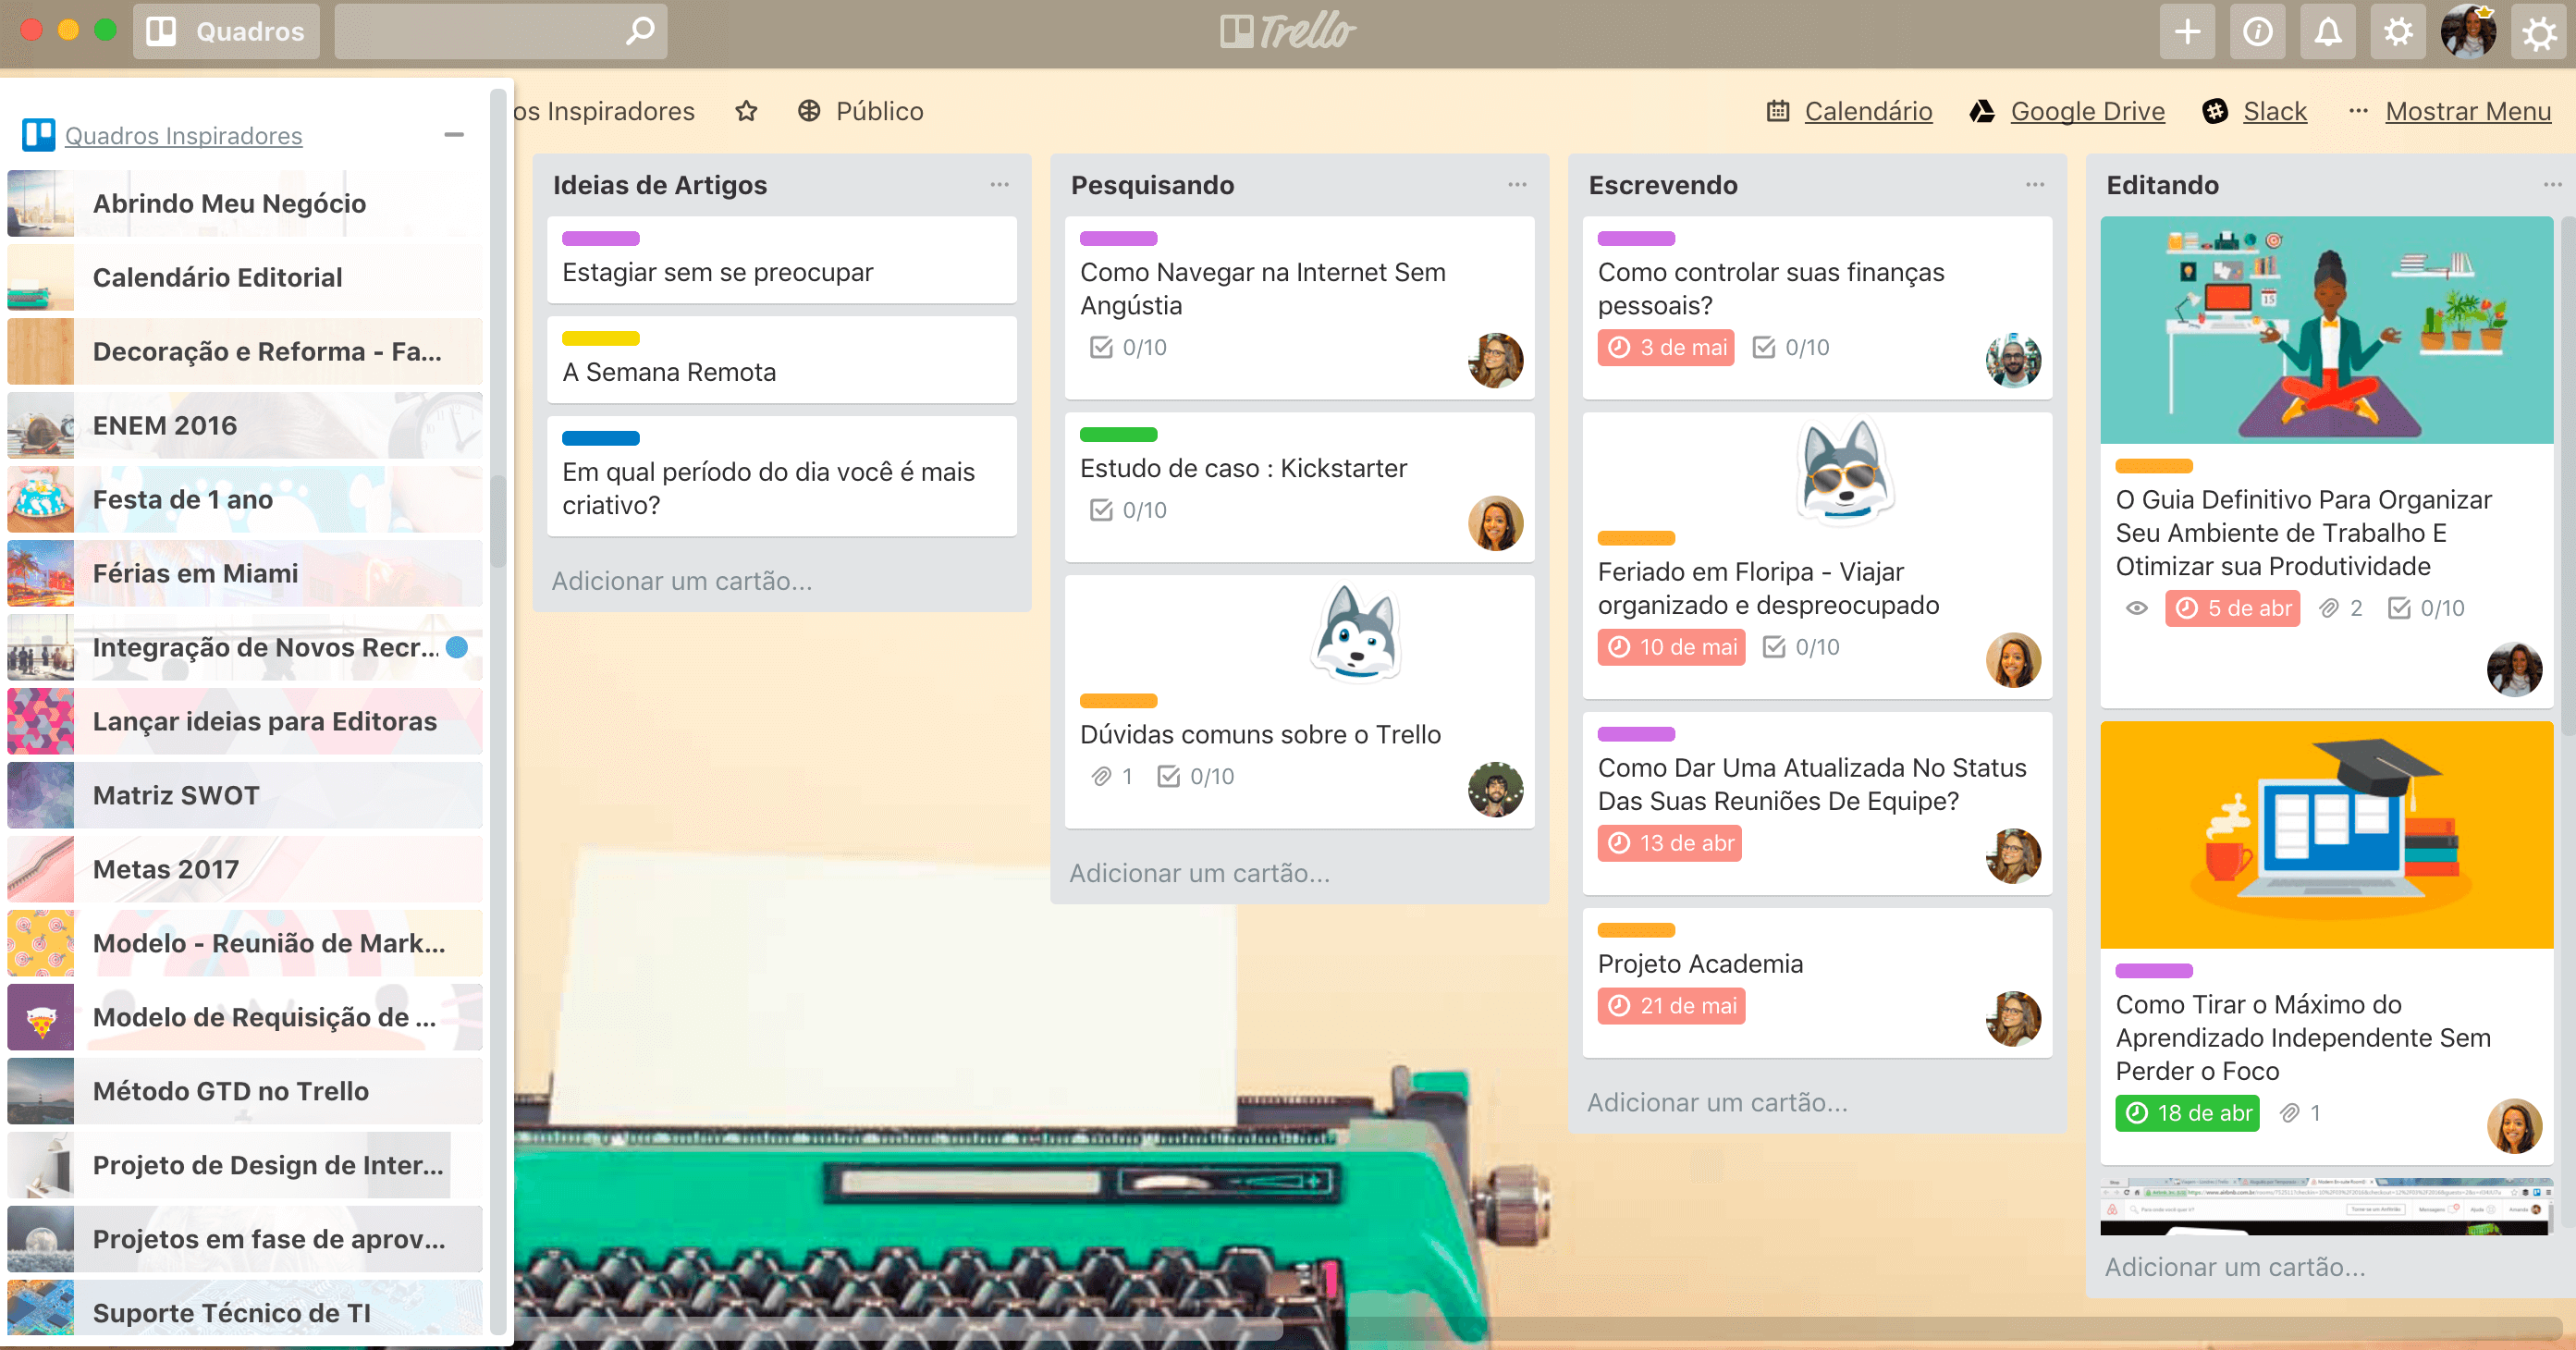 Quadros
Trello
Quadros Inspiradores
Abrindo Meu Negócio
Calendário Editorial
Decoração e Reforma - Fa...
ENEM 2016
Festa de 1 ano
Férias em Miami
Integração de Novos Recr...
Lançar ideias para Editoras
Matriz SWOT
Metas 2017
Modelo - Reunião de Mark...
Modelo de Requisição de ...
Método GTD no Trello
Projeto de Design de Inter...
Projetos em fase de aprov...
Suporte Técnico de TI
os Inspiradores
Público
Calendário
Google Drive
Slack
Mostrar Menu
Ideias de Artigos
Estagiar sem se preocupar
A Semana Remota
Em qual período do dia você é mais
criativo?
Adicionar um cartão...
Pesquisando
Como Navegar na Internet Sem
Angústia
0/10
Estudo de caso : Kickstarter
0/10
Dúvidas comuns sobre o Trello
1 0/10
Adicionar um cartão...
Escrevendo
Como controlar suas finanças
pessoais?
3 de mai 0/10
Feriado em Floripa - Viajar
organizado e despreocupado
10 de mai 0/10
Como Dar Uma Atualizada No Status
Das Suas Reuniões De Equipe?
13 de abr
Projeto Academia
21 de mai
Adicionar um cartão...
Editando
15
O Guia Definitivo Para Organizar
Seu Ambiente de Trabalho E
Otimizar sua Produtividade
5 de abr 2 0/10
Como Tirar o Máximo do
Aprendizado Independente Sem
Perder o Foco
18 de abr 1
Adicionar um cartão...